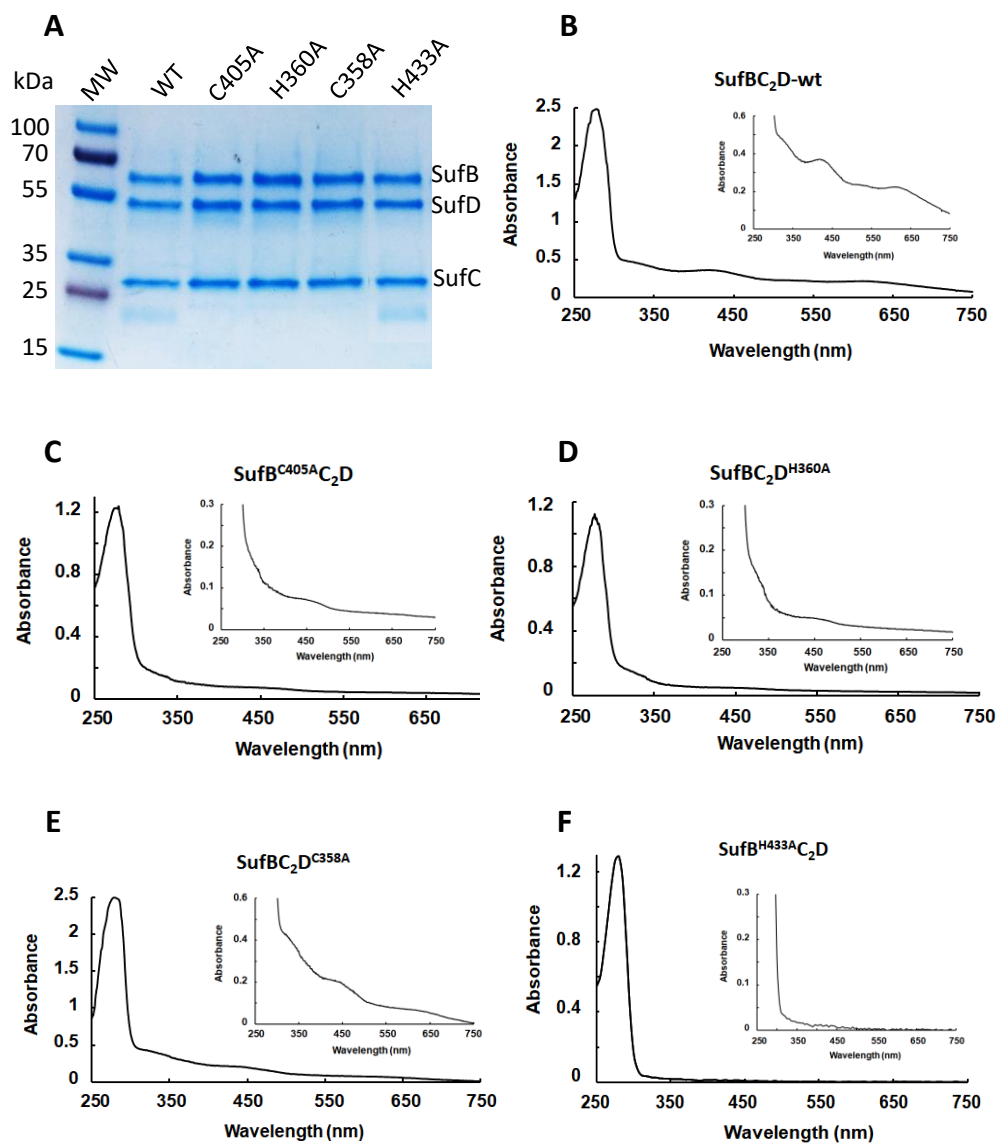 A
kDa
MW
WT
C405A
H360A
C358A
H433A
100
70
55
35
25
15
SufB
SufD
SufC
B
SufBC₂D-wt
Absorbance
2.5
2
1.5
1
0.5
0
250 350 450 550 650 750
Wavelength (nm)
Absorbance
0.6
0.4
0.2
0
250 350 450 550 650 750
Wavelength (nm)
C
SufBᶜ⁴⁰⁵ᴬC₂D
Absorbance
1.2
0.8
0.4
0
250 350 450 550 650
Wavelength (nm)
Absorbance
0.3
0.2
0.1
0
250 350 450 550 650 750
Wavelength (nm)
D
SufBC₂Dᴴ³⁶⁰ᴬ
Absorbance
1.2
0.8
0.4
0
250 350 450 550 650 750
Wavelength (nm)
Absorbance
0.3
0.2
0.1
0
250 350 450 550 650 750
Wavelength (nm)
E
SufBC₂Dᶜ³⁵⁸ᴬ
Absorbance
2.5
2
1.5
1
0.5
0
250 350 450 550 650 750
Wavelength (nm)
Absorbance
0.6
0.4
0.2
0
250 350 450 550 650 750
Wavelength (nm)
F
SufBᴴ⁴³³ᴬC₂D
Absorbance
1.2
0.8
0.4
0
250 350 450 550 650 750
Wavelength (nm)
Absorbance
0.3
0.2
0.1
0
250 350 450 550 650 750
Wavelength (nm)